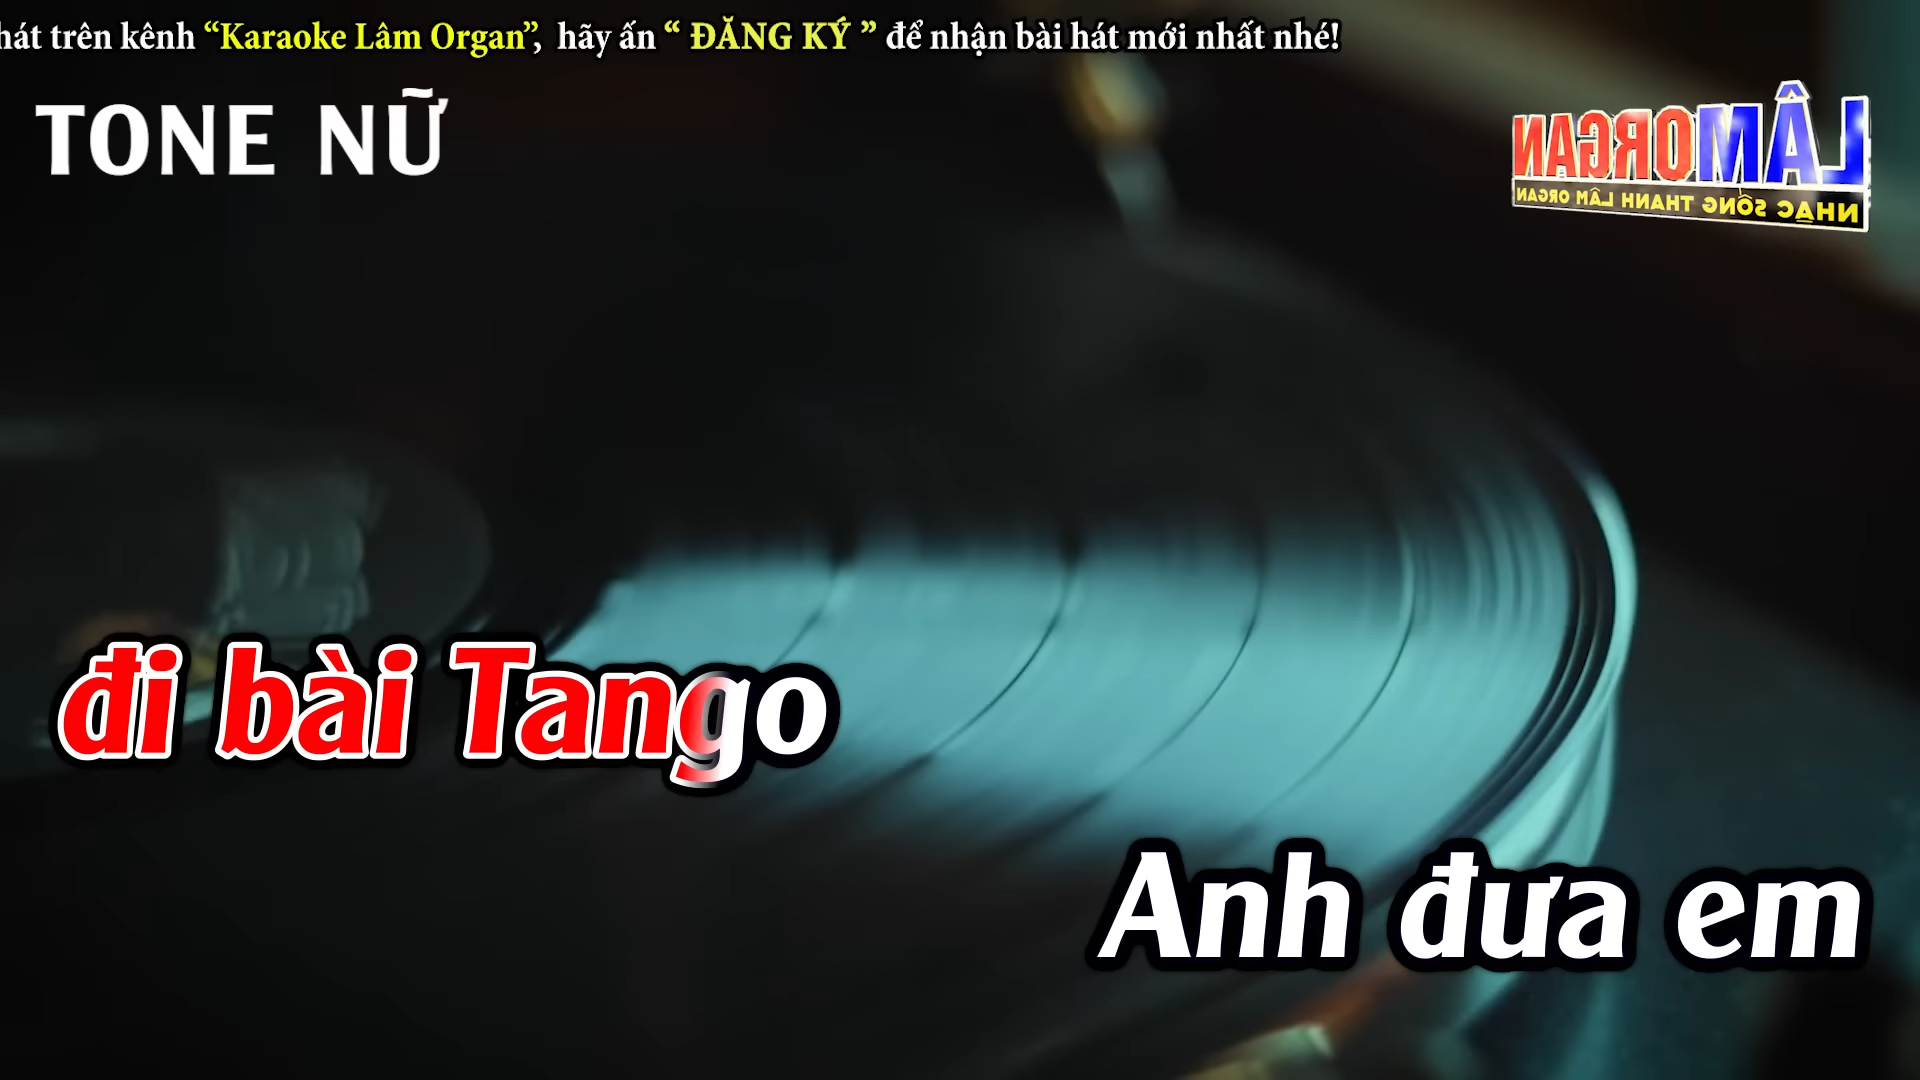 hát trên kênh “Karaoke Lâm Organ”, hãy ấn “ ĐĂNG KÝ ” để nhận bài hát mới nhất nhé!
TONE NỮ
LÂM ORGAN
NHẠC SỐNG THANH LÂM ORGAN
đi bài Tango
Anh đưa em